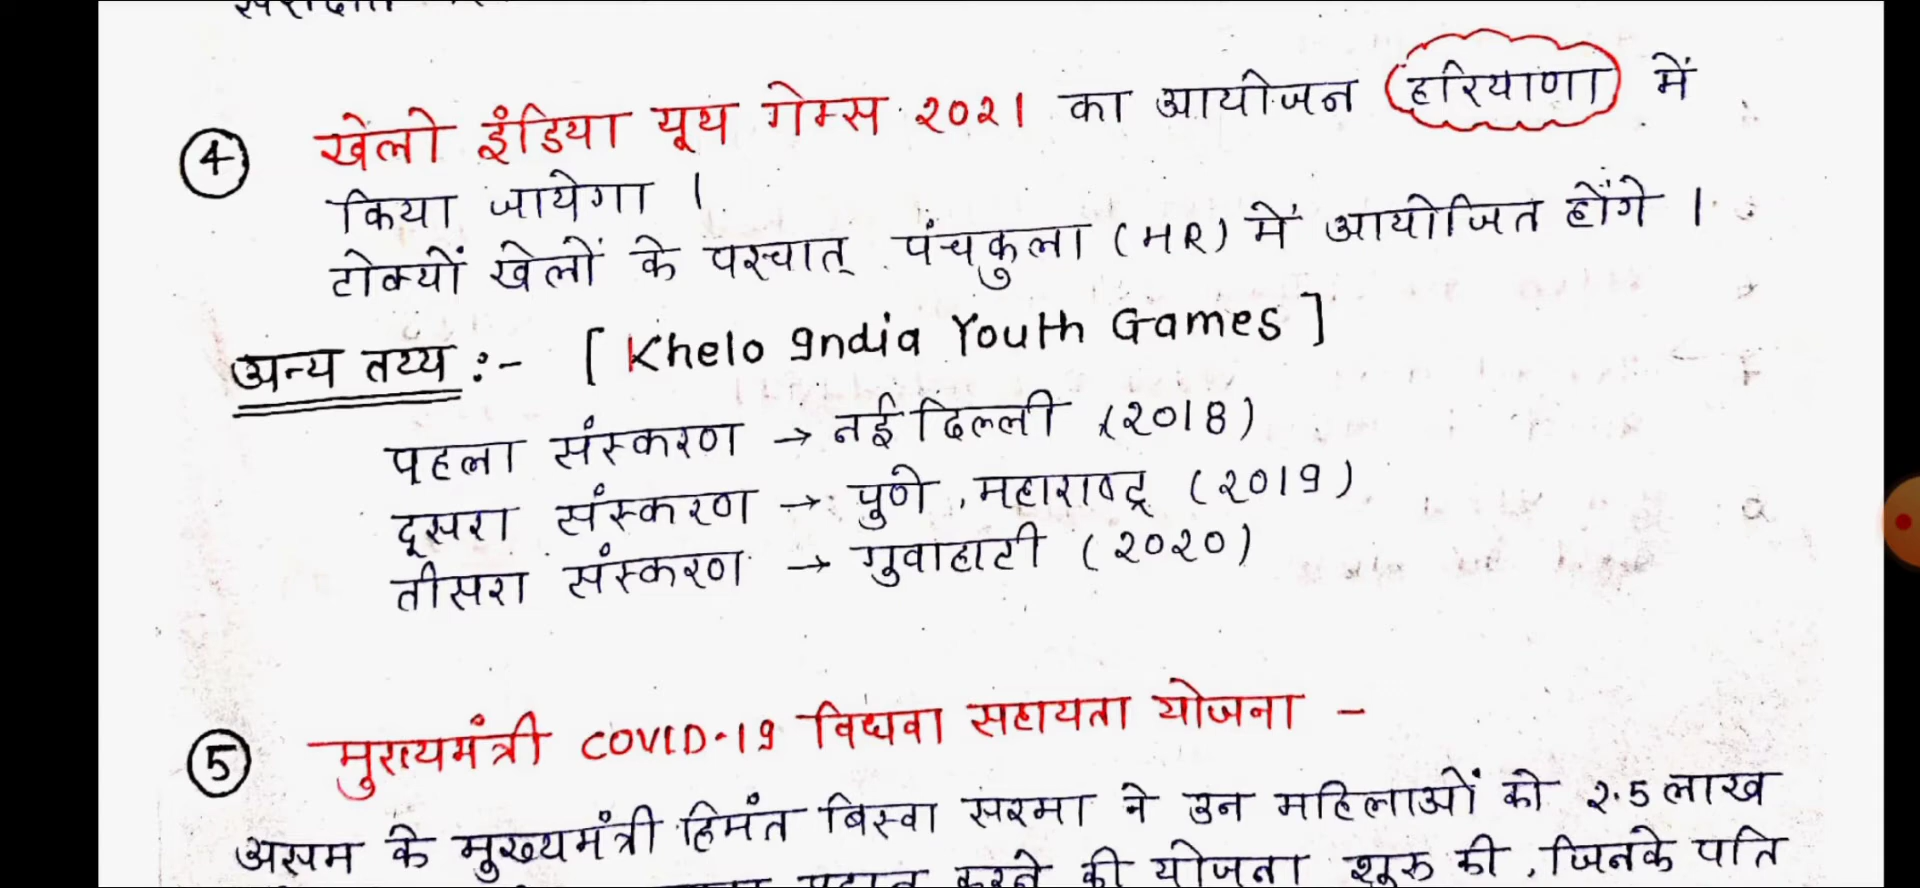 ④ खेलो इंडिया यूथ गेम्स 2021 का आयोजन हरियाणा में
किया जायेगा ।
टोक्यों खेलों के पश्चात् पंचकुला (HR) में आयोजित होंगे ।
अन्य तथ्य :- [ Khelo India Youth Games ]
पहला संस्करण → नई दिल्ली (2018)
दूसरा संस्करण → पुणे, महाराष्ट्र (2019)
तीसरा संस्करण → गुवाहाटी (2020)
⑤ मुख्यमंत्री COVID-19 विधवा सहायता योजना -
असम के मुख्यमंत्री हिमंत बिस्वा सरमा ने उन महिलाओं को 2.5 लाख
करने की योजना शुरू की, जिनके पति